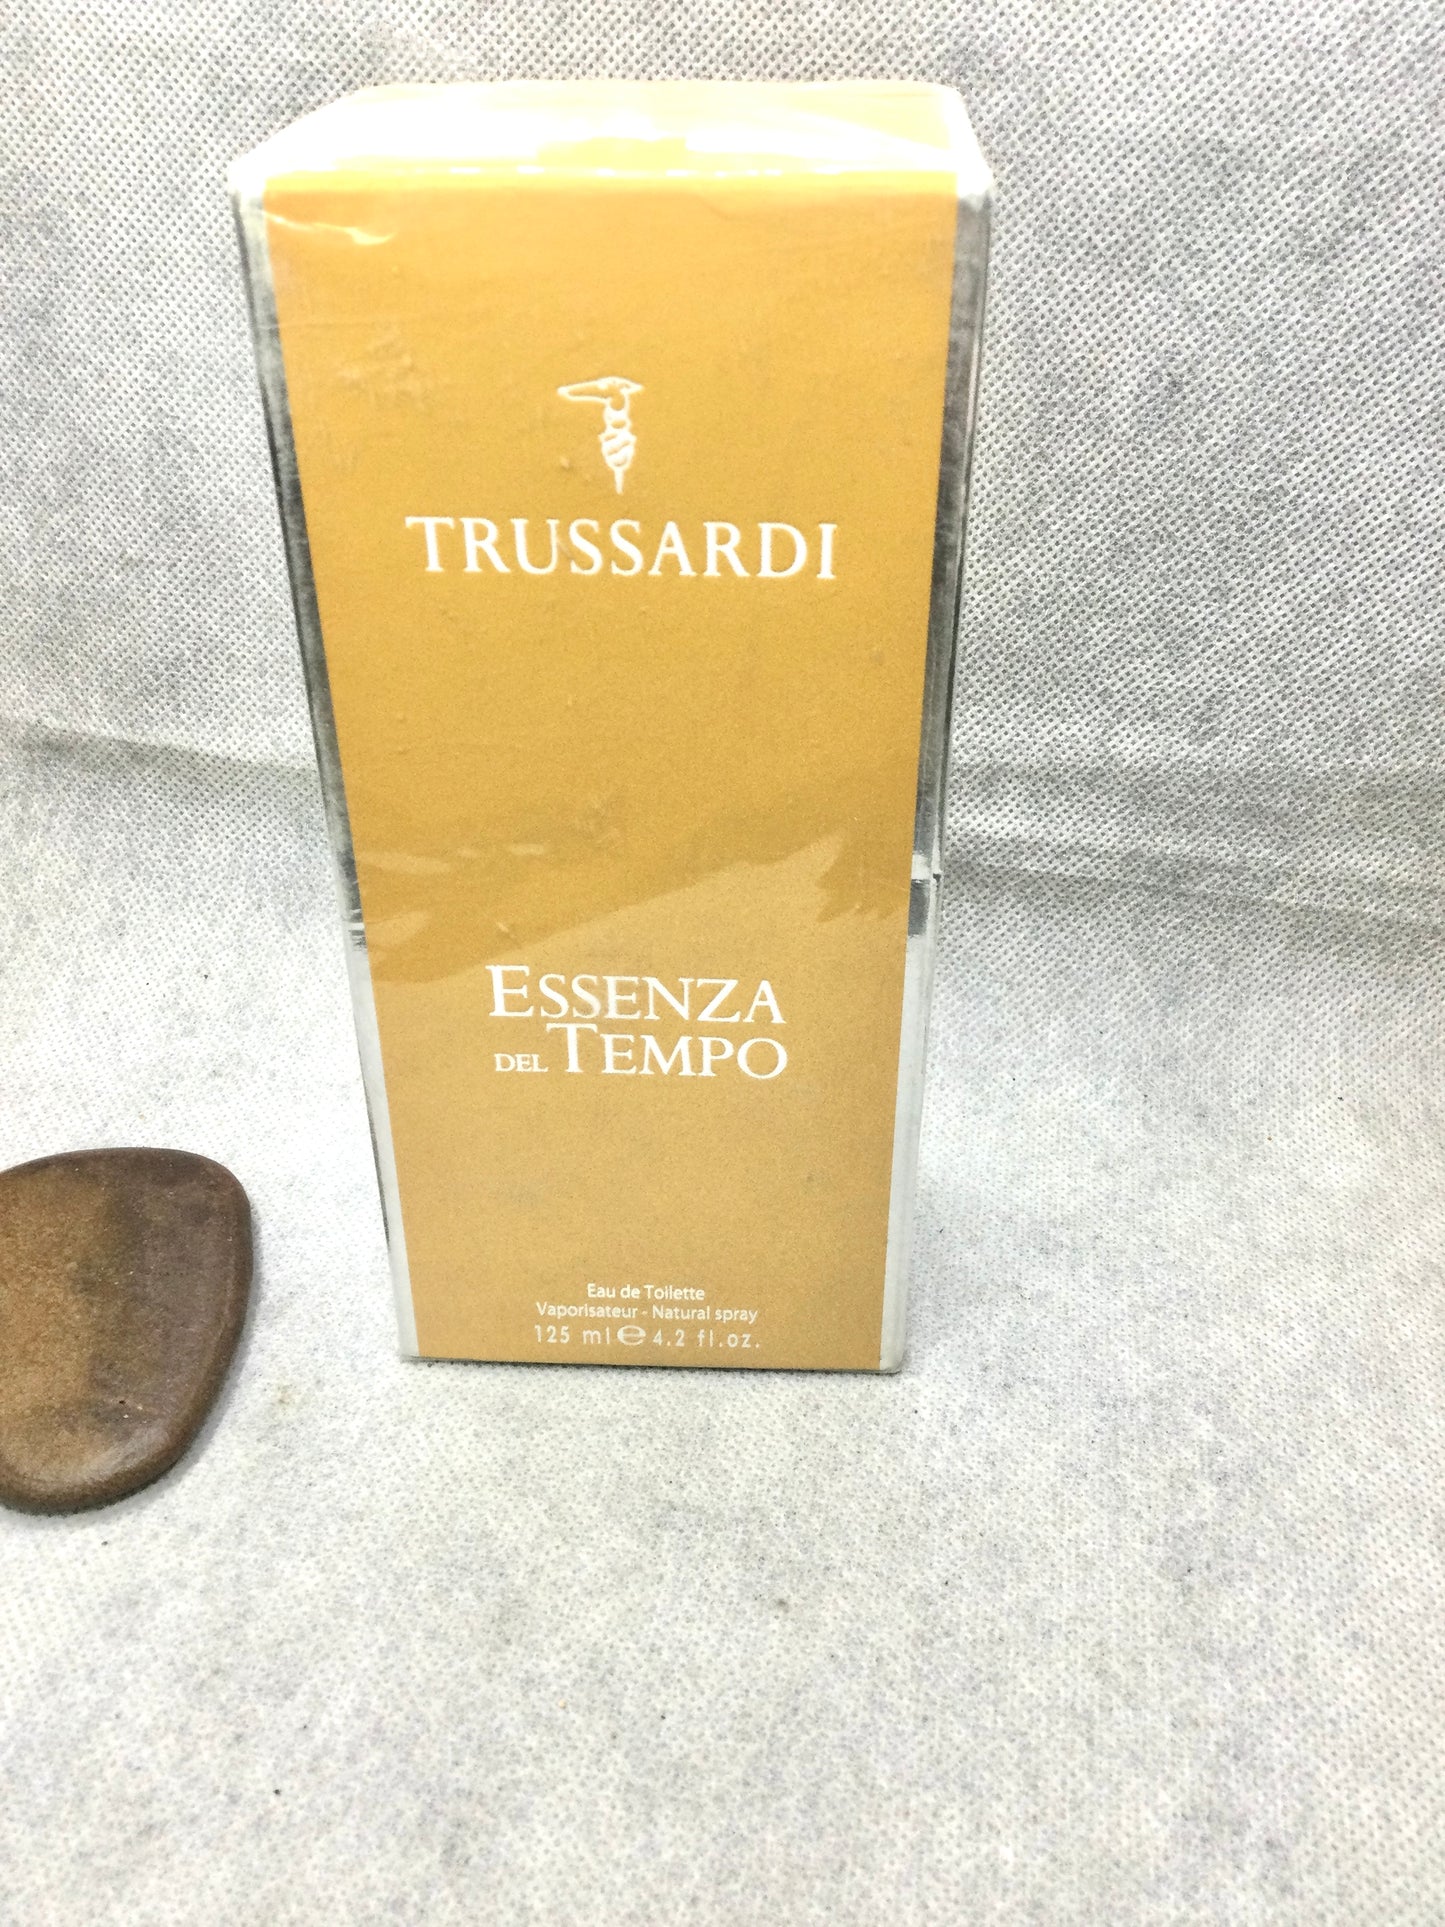 TRUSSARDI
ESSENZA
DEL TEMPO
Eau de Toilette
Vaporisateur - Natural spray
125 ml ℮ 4.2 fl.oz.